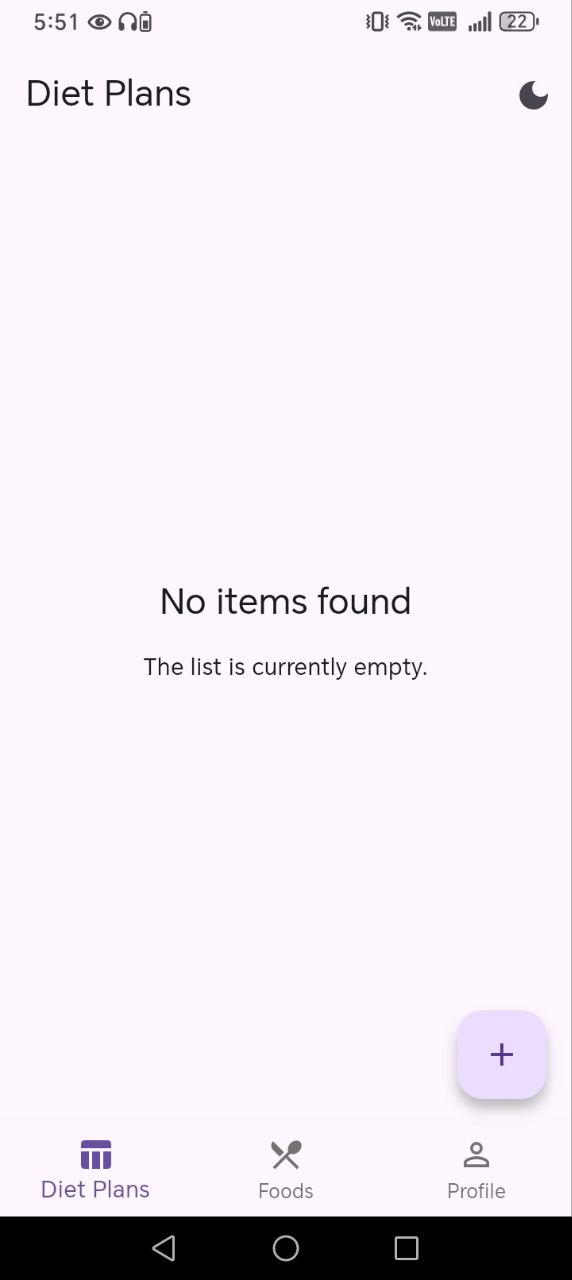 5:51
VoLTE
22
Diet Plans
No items found
The list is currently empty.
Diet Plans
Foods
Profile